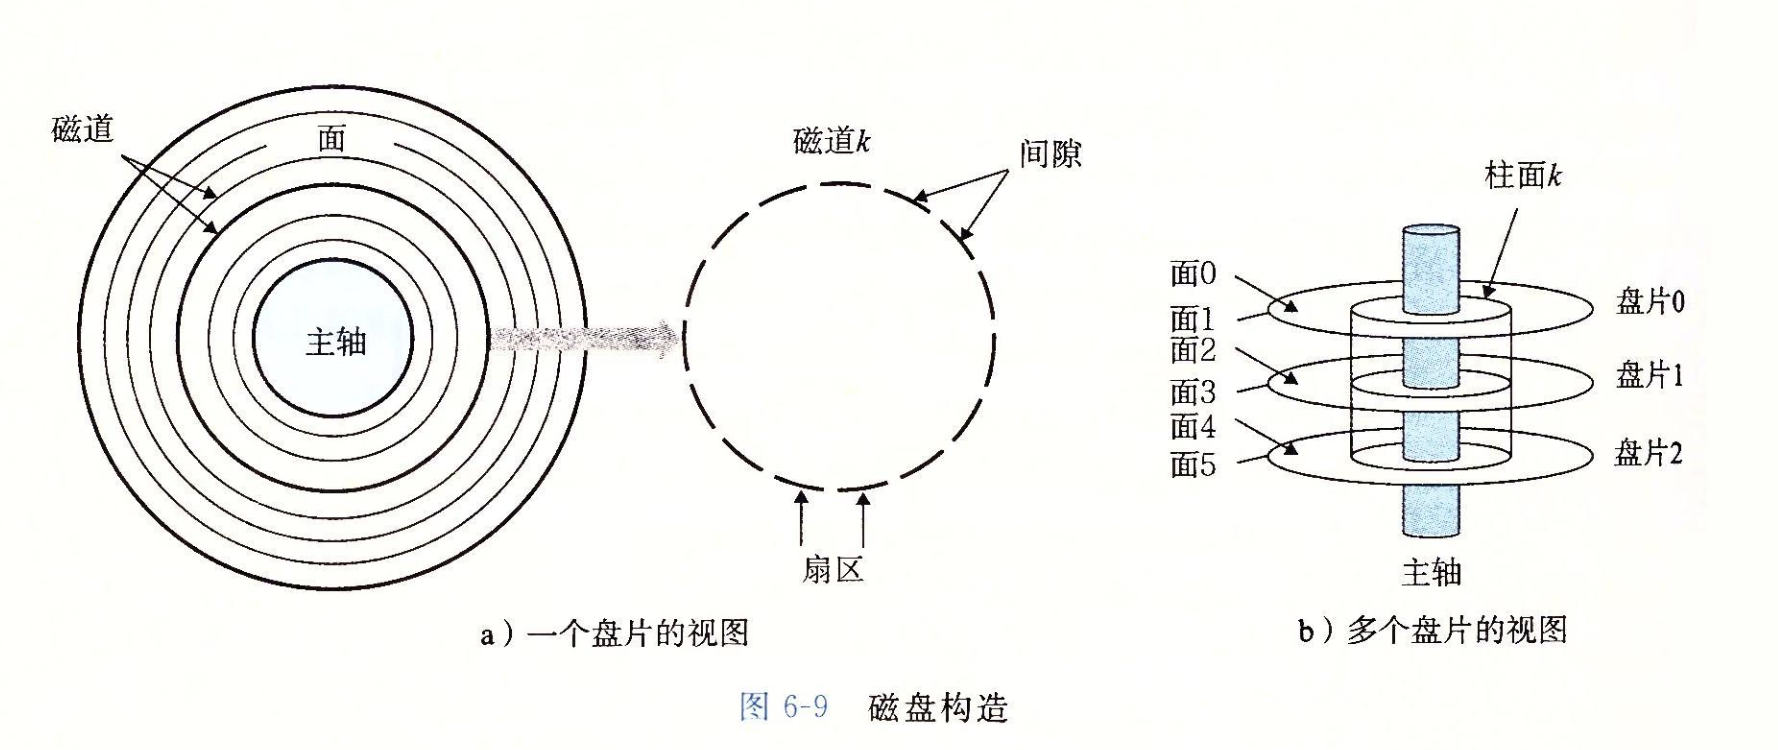 磁道
面
主轴
磁道k
间隙
扇区
a）一个盘片的视图
柱面k
面0
面1
面2
面3
面4
面5
盘片0
盘片1
盘片2
主轴
b）多个盘片的视图
图 6-9 磁盘构造